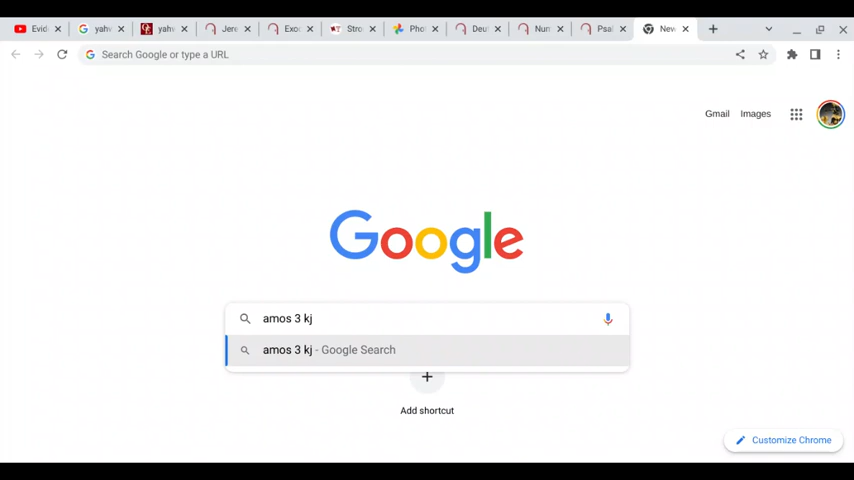 Evid yahv yahv Jere Exoc Stro Phot Deut Num Psal New
Search Google or type a URL
Gmail Images
Google
amos 3 kj
amos 3 kj - Google Search
Add shortcut
Customize Chrome